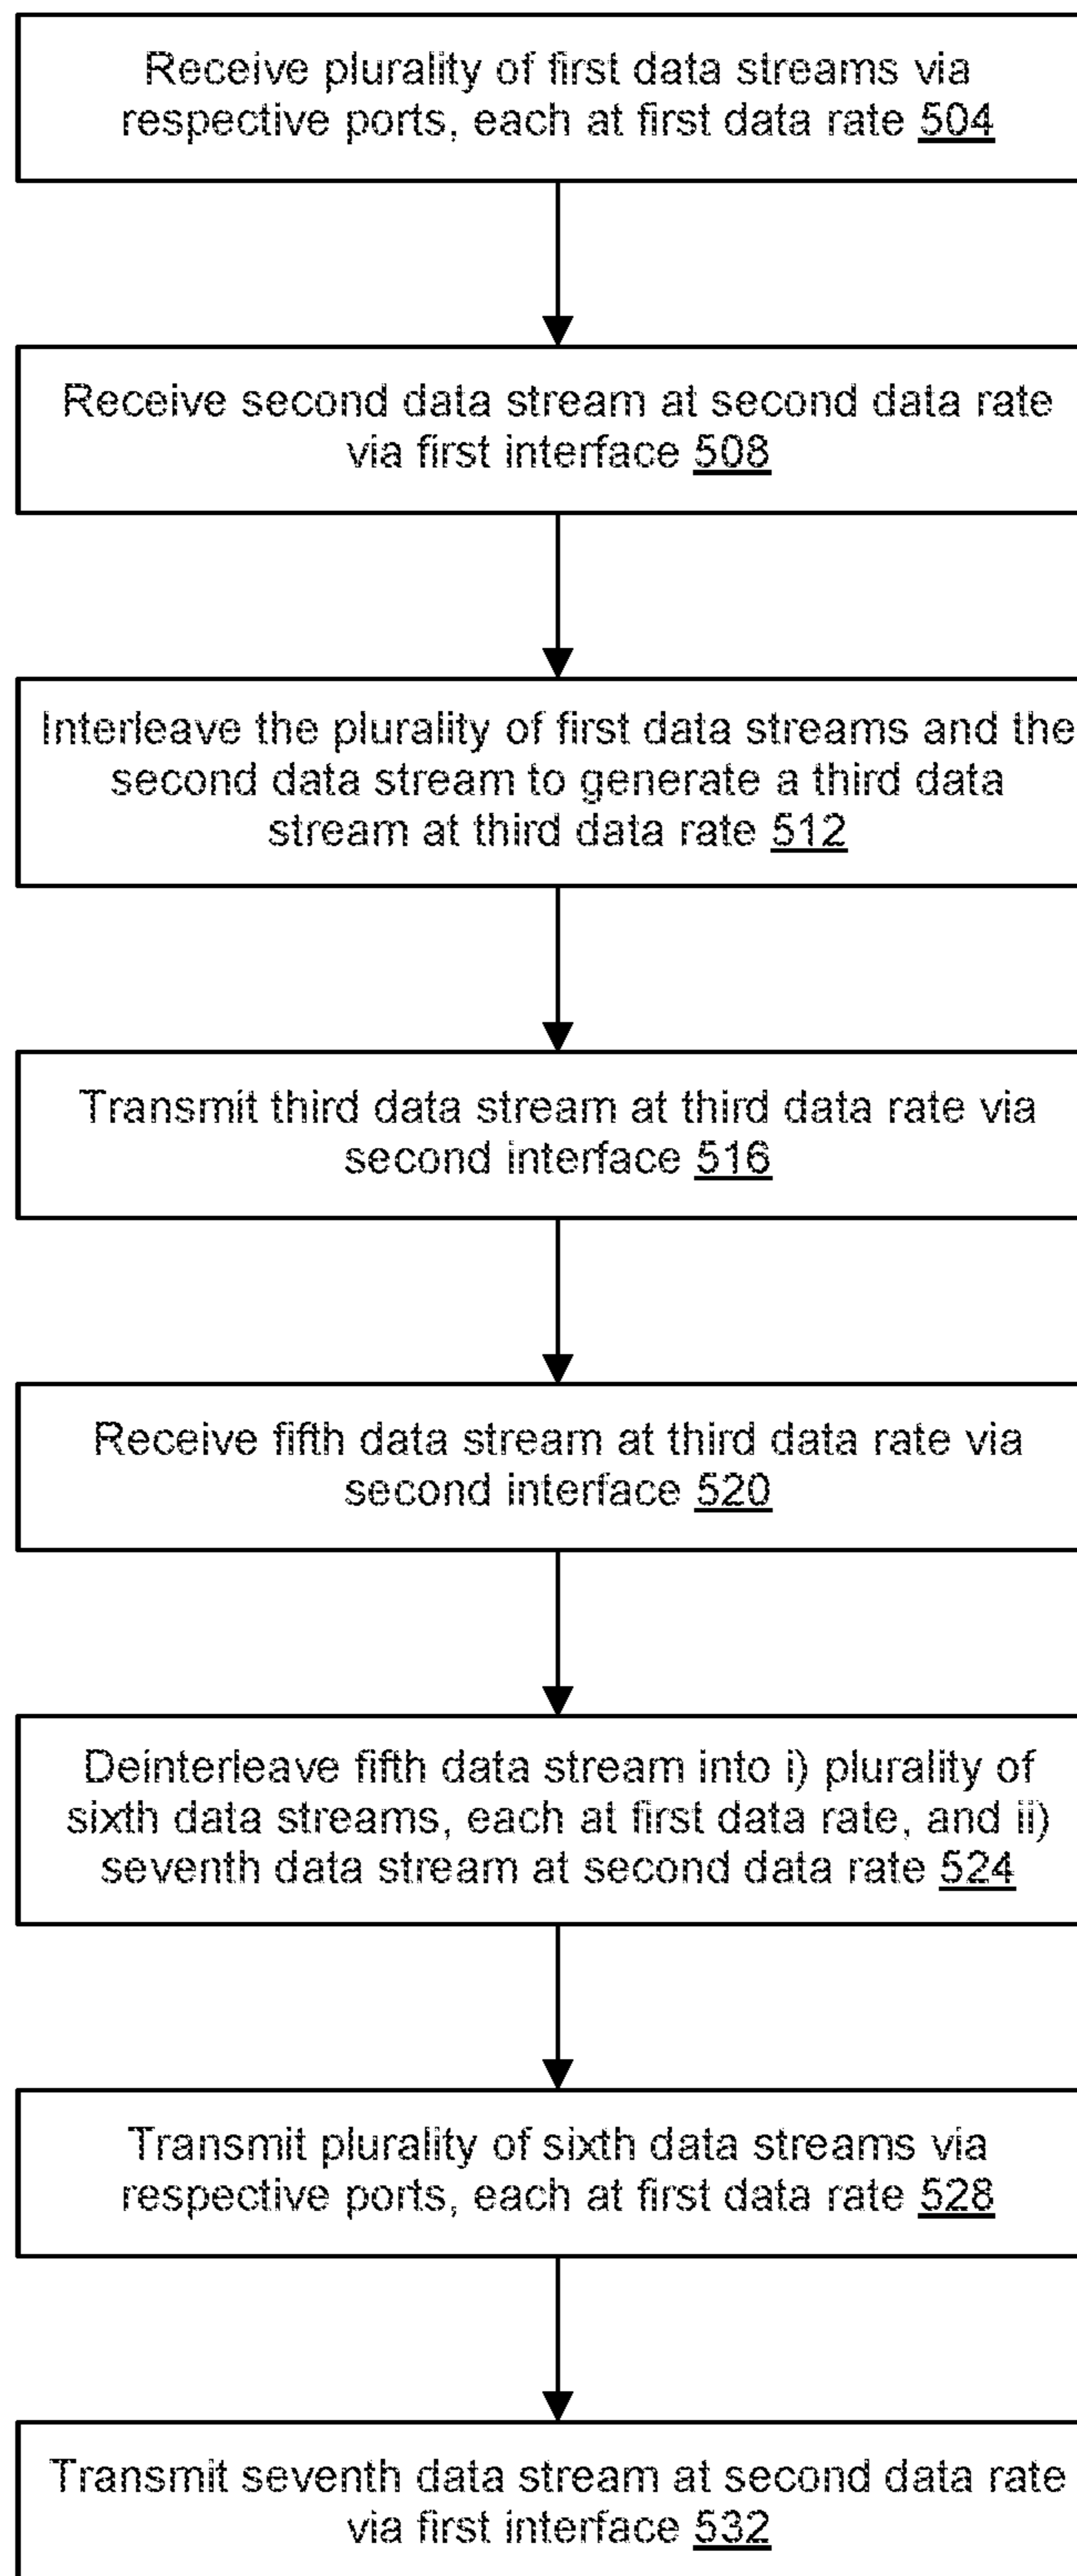 Receive plurality of first data streams via
respective ports, each at first data rate 504
Receive second data stream at second data rate
via first interface 508
Interleave the plurality of first data streams and the
second data stream to generate a third data
stream at third data rate 512
Transmit third data stream at third data rate via
second interface 516
Receive fifth data stream at third data rate via
second interface 520
Deinterleave fifth data stream into i) plurality of
sixth data streams, each at first data rate, and ii)
seventh data stream at second data rate 524
Transmit plurality of sixth data streams via
respective ports, each at first data rate 528
Transmit seventh data stream at second data rate
via first interface 532